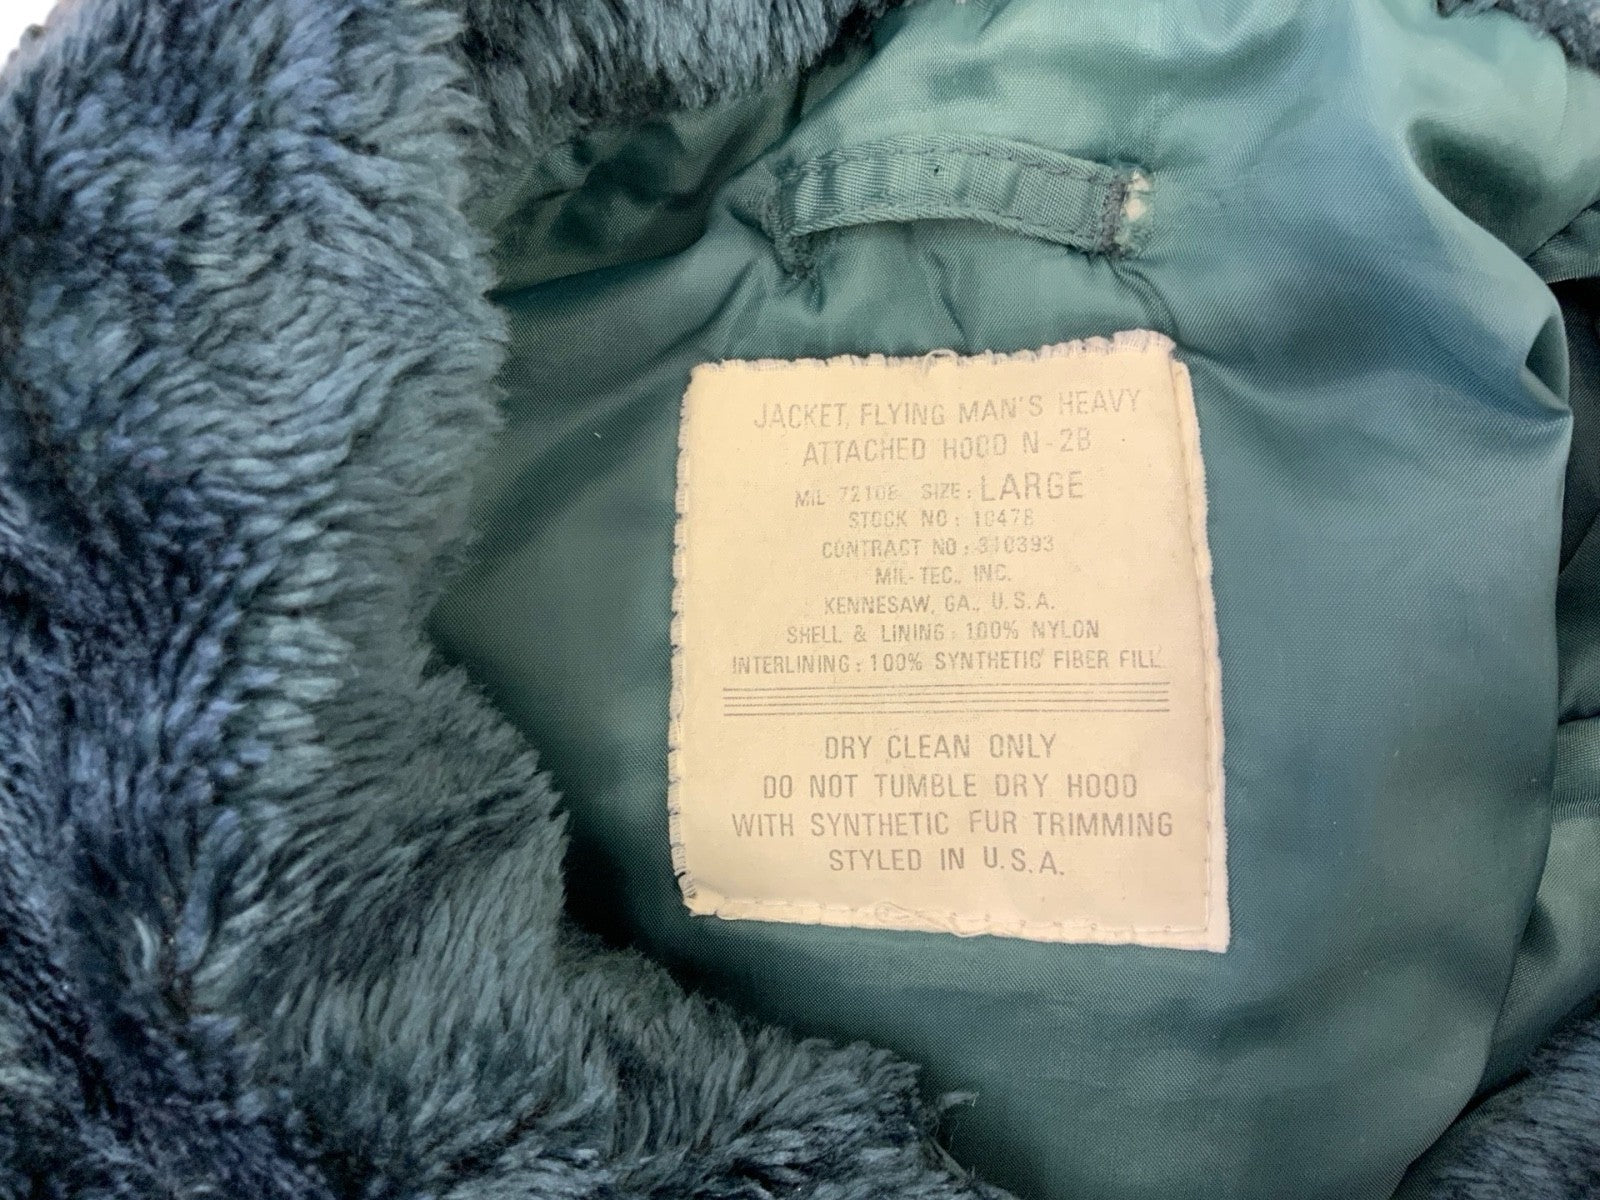 JACKET, FLYING MAN'S HEAVY
ATTACHED HOOD N-2B
MIL 7210E SIZE: LARGE
STOCK NO: 10478
CONTRACT NO: 310393
MIL-TEC., INC.
KENNESAW, GA., U.S.A.
SHELL & LINING: 100% NYLON
INTERLINING: 100% SYNTHETIC FIBER FILL
DRY CLEAN ONLY
DO NOT TUMBLE DRY HOOD
WITH SYNTHETIC FUR TRIMMING
STYLED IN U.S.A.